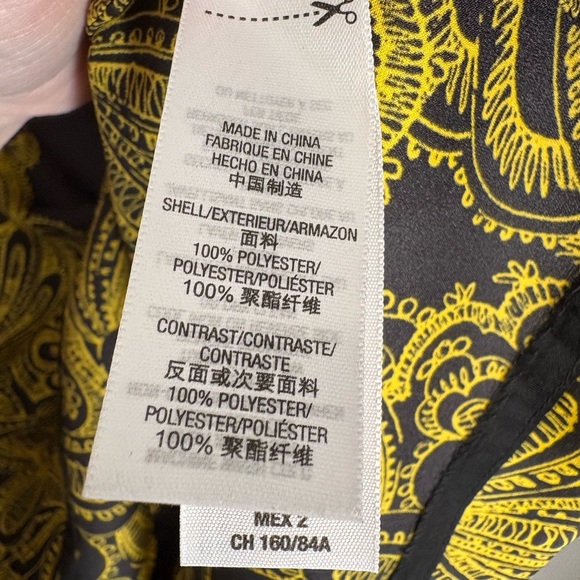 MADE IN CHINA
FABRIQUE EN CHINE
HECHO EN CHINA
中国制造
SHELL/EXTERIEUR/ARMAZON
面料
100% POLYESTER/
POLYESTER/POLIÉSTER
100% 聚酯纤维
CONTRAST/CONTRASTE/
CONTRASTE
反面或次要面料
100% POLYESTER/
POLYESTER/POLIÉSTER
100% 聚酯纤维
MEX 2
CH 160/84A